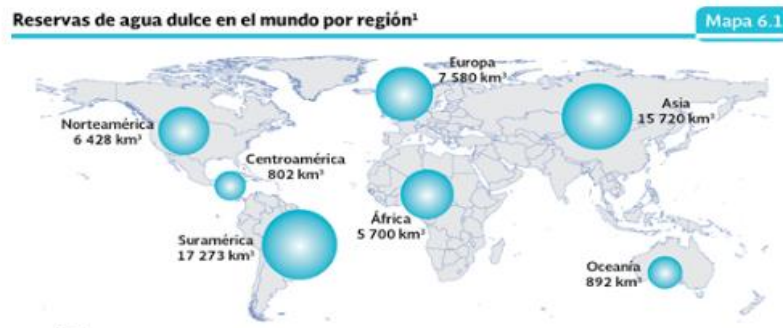 Reservas de agua dulce en el mundo por región¹
Mapa 6.1
Europa
7 580 km³
Norteamérica
6 428 km³
Asia
15 720 km³
Centroamérica
802 km³
África
5 700 km³
Suramérica
17 273 km³
Oceanía
892 km³